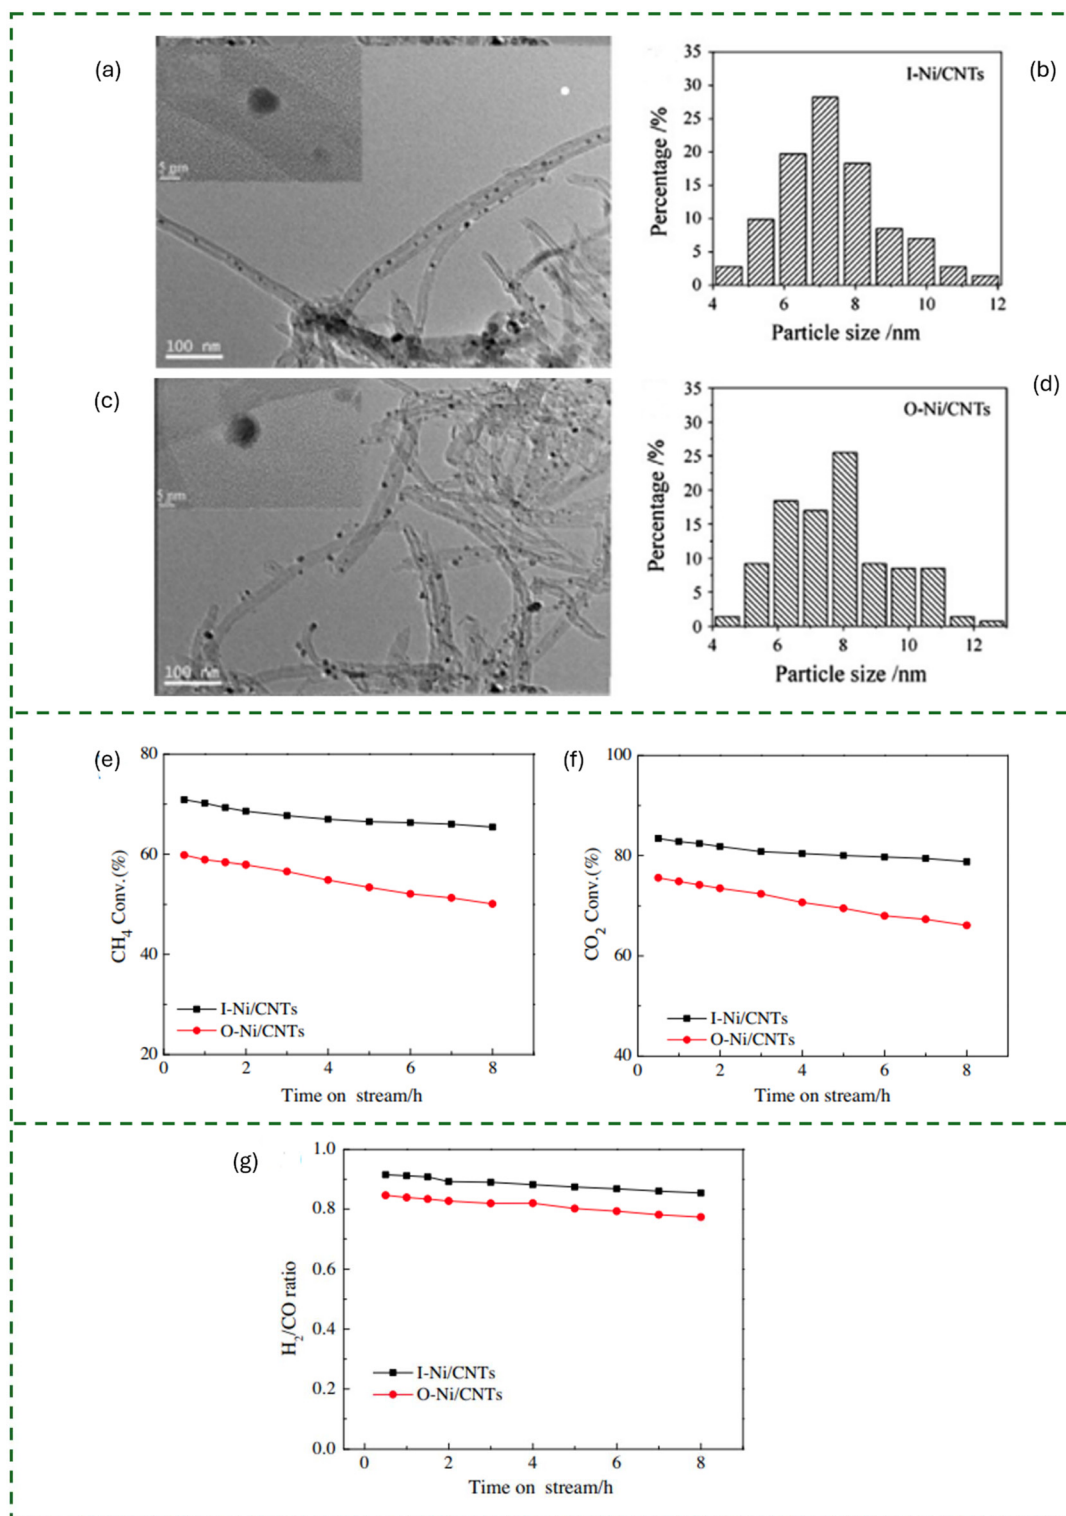 (a)
5 nm
100 nm
(b)
I-Ni/CNTs
Percentage /%
35
30
25
20
15
10
5
0
4 6 8 10 12
Particle size /nm
(c)
5 nm
100 nm
(d)
O-Ni/CNTs
Percentage /%
35
30
25
20
15
10
5
0
4 6 8 10 12
Particle size /nm
(e)
CH4 Conv.(%)
80
60
40
20
I-Ni/CNTs
O-Ni/CNTs
0 2 4 6 8
Time on stream/h
(f)
CO2 Conv.(%)
100
80
60
40
I-Ni/CNTs
O-Ni/CNTs
0 2 4 6 8
Time on stream/h
(g)
H2/CO ratio
1.0
0.8
0.6
0.4
0.2
0.0
I-Ni/CNTs
O-Ni/CNTs
0 2 4 6 8
Time on stream/h